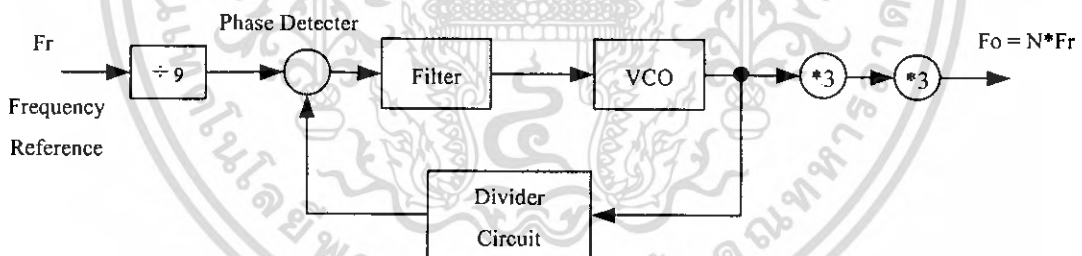 Phase Detecter
Fr
÷ 9
Filter
VCO
*3
*3
Fo = N*Fr
Frequency
Reference
Divider
Circuit